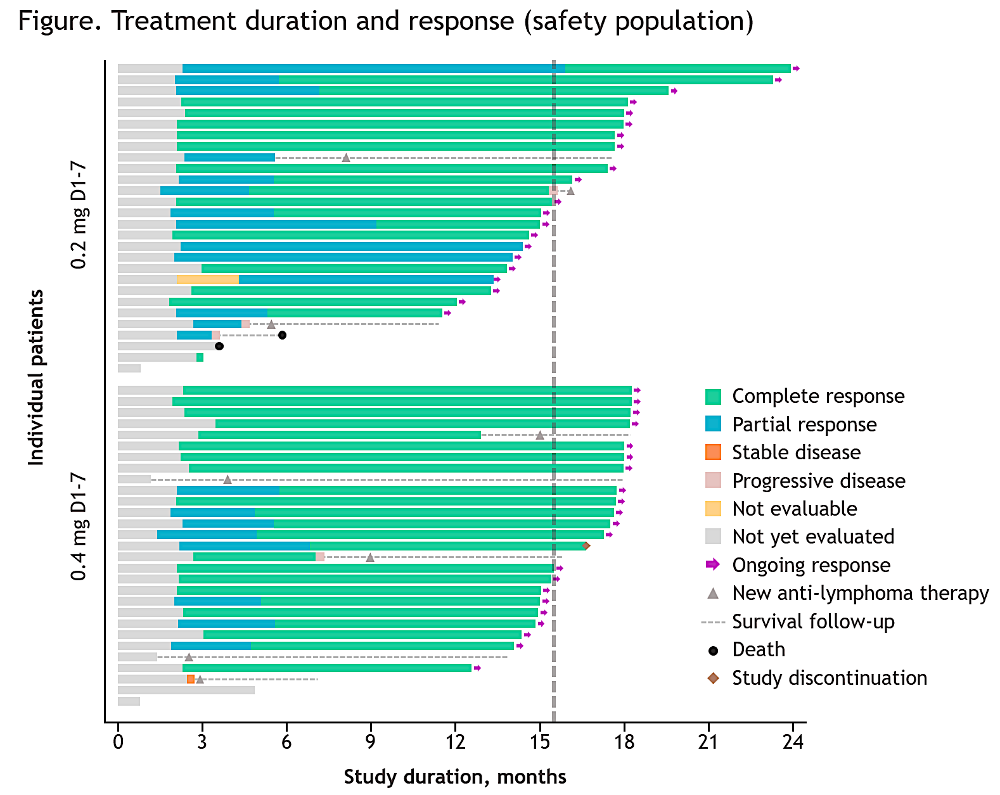 Figure. Treatment duration and response (safety population)
0.2 mg D1-7
Individual patients
0.4 mg D1-7
Complete response
Partial response
Stable disease
Progressive disease
Not evaluable
Not yet evaluated
Ongoing response
New anti-lymphoma therapy
Survival follow-up
Death
Study discontinuation
0 3 6 9 12 15 18 21 24
Study duration, months